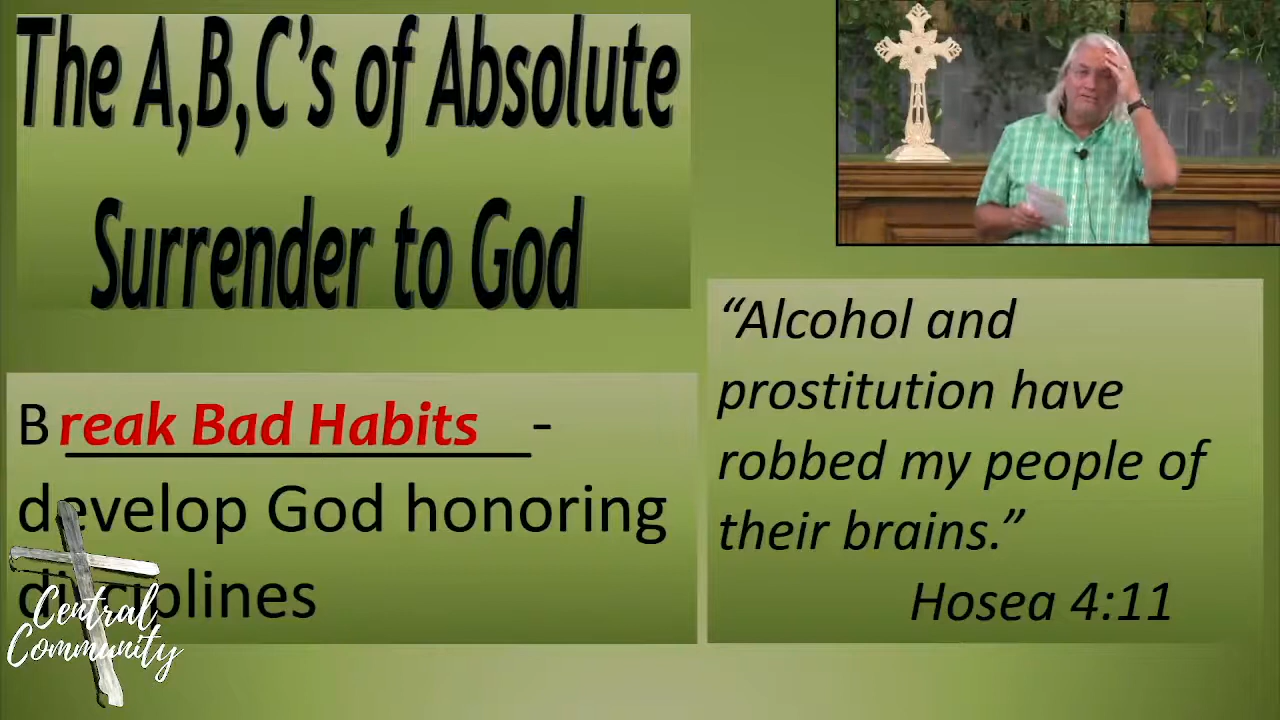 The A,B,C's of Absolute
Surrender to God
Break Bad Habits -
develop God honoring
disciplines
Central
Community
“Alcohol and
prostitution have
robbed my people of
their brains.”
Hosea 4:11